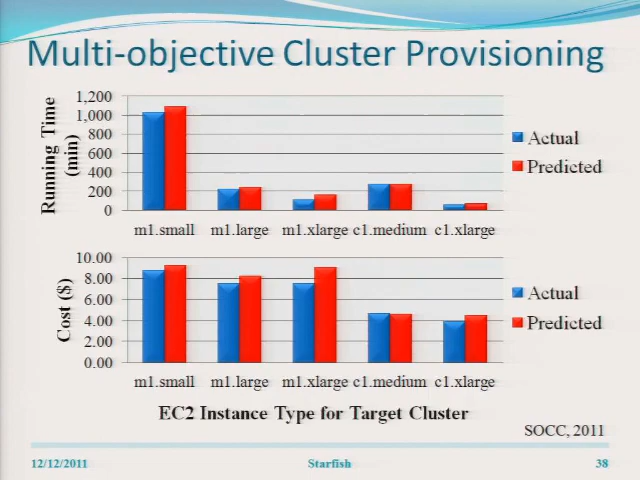 Multi-objective Cluster Provisioning
Running Time (min)
1,200
1,000
800
600
400
200
0
m1.small m1.large m1.xlarge c1.medium c1.xlarge
Actual
Predicted
Cost ($)
10.00
8.00
6.00
4.00
2.00
0.00
m1.small m1.large m1.xlarge c1.medium c1.xlarge
Actual
Predicted
EC2 Instance Type for Target Cluster
SOCC, 2011
12/12/2011 Starfish 38